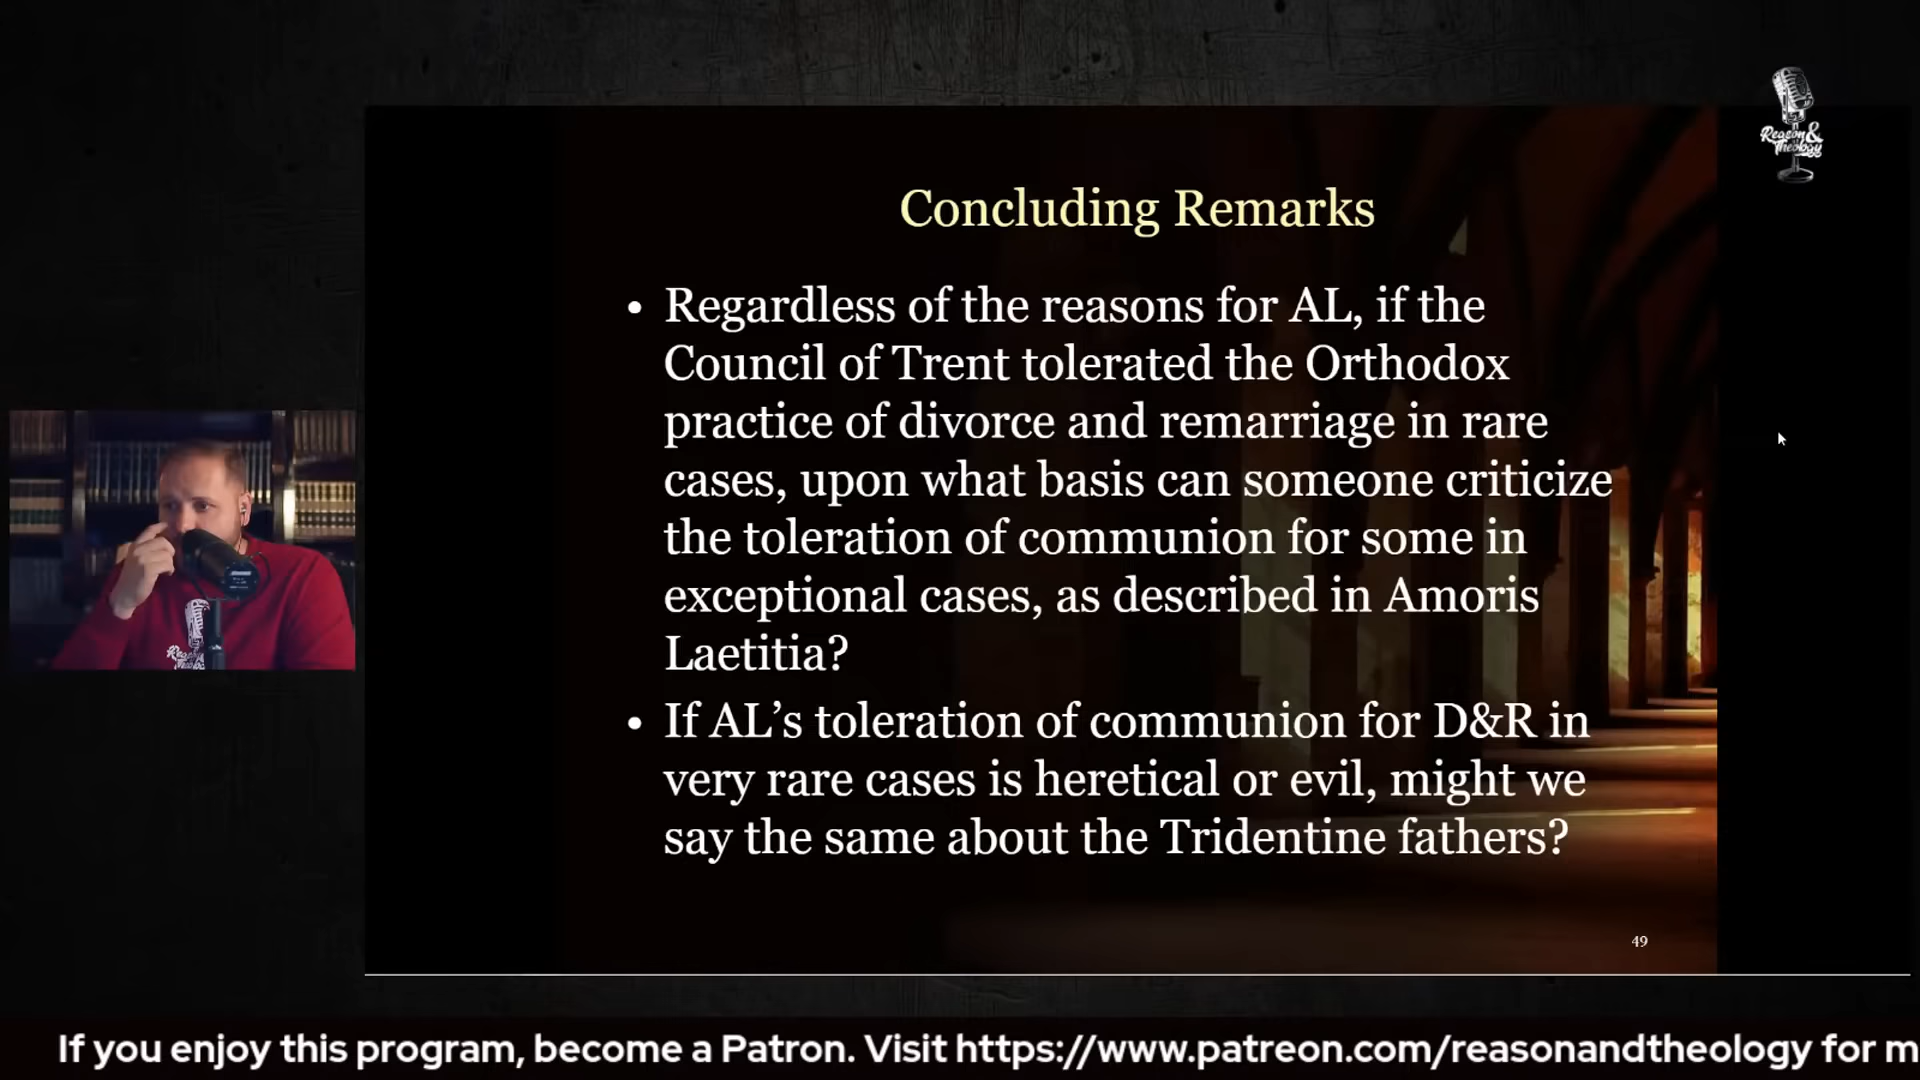 Reason &
Theology
Concluding Remarks
• Regardless of the reasons for AL, if the
Council of Trent tolerated the Orthodox
practice of divorce and remarriage in rare
cases, upon what basis can someone criticize
the toleration of communion for some in
exceptional cases, as described in Amoris
Laetitia?
• If AL’s toleration of communion for D&R in
very rare cases is heretical or evil, might we
say the same about the Tridentine fathers?
49
If you enjoy this program, become a Patron. Visit https://www.patreon.com/reasonandtheology for m